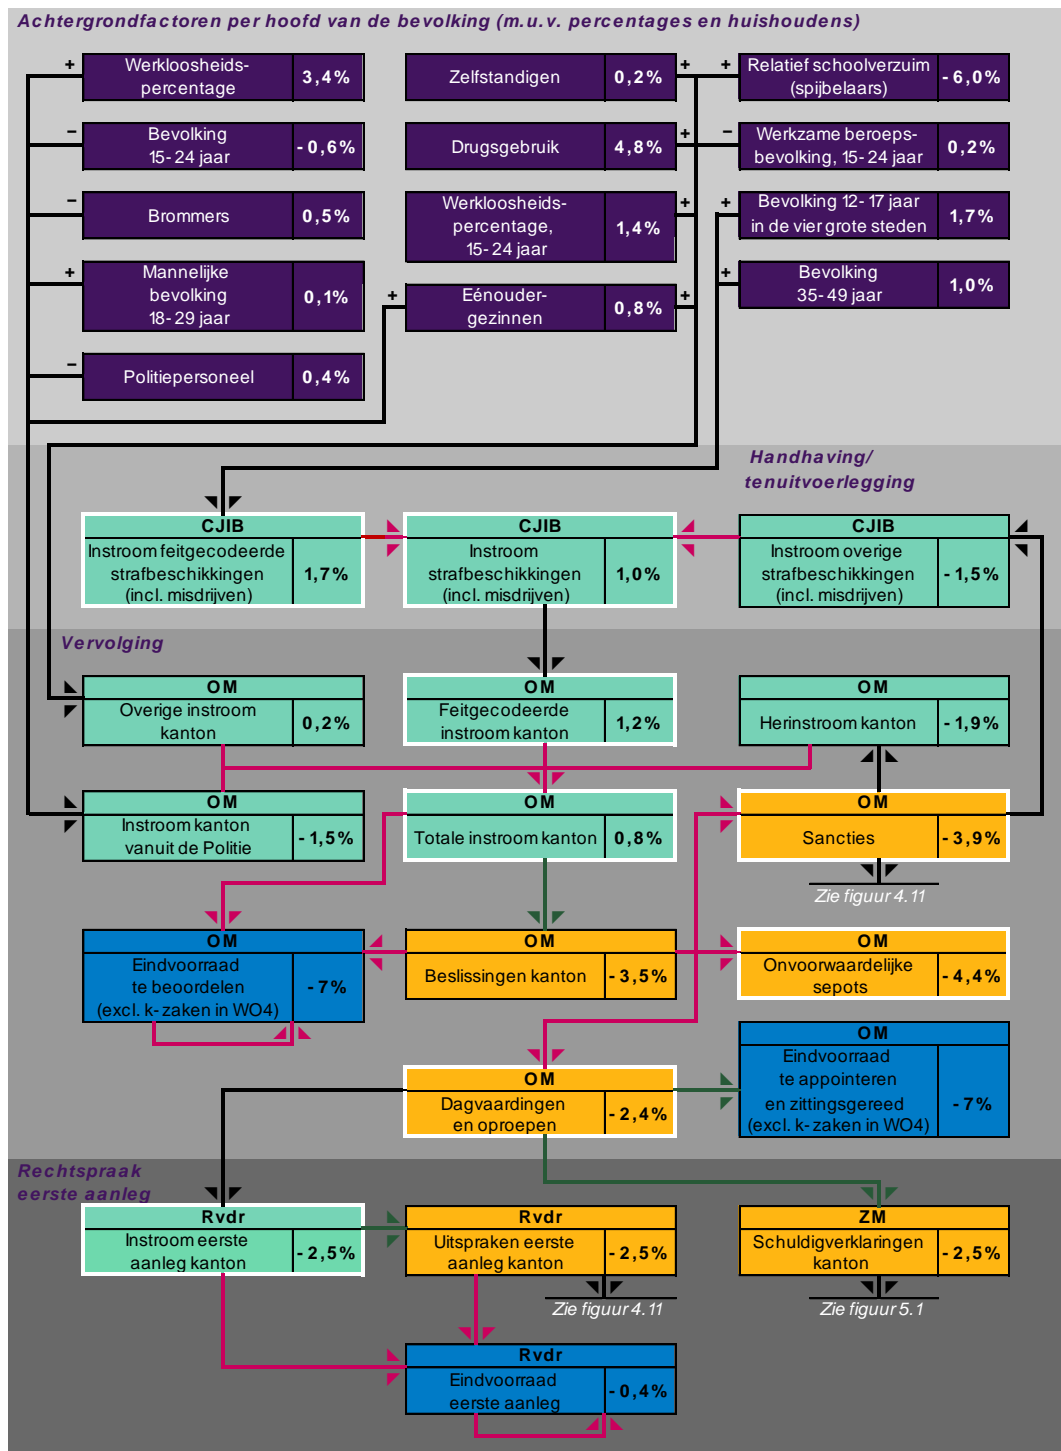 Achtergrondfactoren per hoofd van de bevolking (m.u.v. percentages en huishoudens)
+
Werkloosheids-
percentage
3,4%
Zelfstandigen
0,2%
+
+
Relatief schoolverzuim
(spijbelaars)
-6,0%
–
Bevolking
15-24 jaar
-0,6%
Drugsgebruik
4,8%
+
–
Werkzame beroeps-
bevolking, 15-24 jaar
0,2%
–
Brommers
0,5%
Werkloosheids-
percentage,
15-24 jaar
1,4%
+
+
Bevolking 12-17 jaar
in de vier grote steden
1,7%
+
Mannelijke
bevolking
18-29 jaar
0,1%
+
Eénouder-
gezinnen
0,8%
+
+
Bevolking
35-49 jaar
1,0%
–
Politiepersoneel
0,4%
Handhaving/
tenuitvoerlegging
CJIB
Instroom feitgecodeerde
strafbeschikkingen
(incl. misdrijven)
1,7%
CJIB
Instroom
strafbeschikkingen
(incl. misdrijven)
1,0%
CJIB
Instroom overige
strafbeschikkingen
(incl. misdrijven)
-1,5%
Vervolging
OM
Overige instroom
kanton
0,2%
OM
Feitgecodeerde
instroom kanton
1,2%
OM
Herinstroom kanton
-1,9%
OM
Instroom kanton
vanuit de Politie
-1,5%
OM
Totale instroom kanton
0,8%
OM
Sancties
-3,9%
Zie figuur 4.11
OM
Eindvoorraad
te beoordelen
(excl. k-zaken in WO4)
-7%
OM
Beslissingen kanton
-3,5%
OM
Onvoorwaardelijke
sepots
-4,4%
OM
Dagvaardingen
en oproepen
-2,4%
OM
Eindvoorraad
te appointeren
en zittingsgereed
(excl. k-zaken in WO4)
-7%
Rechtspraak
eerste aanleg
Rvdr
Instroom eerste
aanleg kanton
-2,5%
Rvdr
Uitspraken eerste
aanleg kanton
-2,5%
Zie figuur 4.11
ZM
Schuldigverklaringen
kanton
-2,5%
Zie figuur 5.1
Rvdr
Eindvoorraad
eerste aanleg
-0,4%